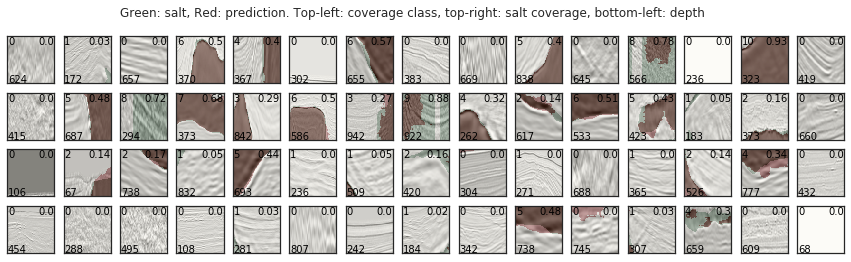 Green: salt, Red: prediction. Top-left: coverage class, top-right: salt coverage, bottom-left: depth
0 0.0 1 0.03 0 0.0 6 0.5 4 0.4 0 0.0 6 0.57 0 0.0 0 0.0 5 0.4 0 0.0 8 0.78 0 0.0 10 0.93 0 0.0
624 172 657 370 367 302 655 383 669 838 645 566 236 323 419
0 0.0 5 0.48 8 0.72 7 0.68 3 0.29 6 0.5 3 0.27 9 0.88 4 0.32 2 0.14 6 0.51 5 0.43 1 0.05 2 0.16 0 0.0
415 687 294 373 842 586 942 922 262 617 533 423 183 373 660
0 0.0 2 0.14 2 0.17 1 0.05 5 0.44 1 0.0 1 0.05 2 0.16 0 0.0 1 0.0 0 0.0 1 0.0 2 0.14 4 0.34 0 0.0
106 67 738 832 693 236 509 420 304 271 688 365 526 777 432
0 0.0 0 0.0 0 0.0 0 0.0 1 0.03 0 0.0 0 0.0 1 0.02 0 0.0 5 0.48 0 0.0 1 0.03 4 0.3 0 0.0 0 0.0
454 288 495 108 281 807 242 184 342 738 745 307 659 609 68